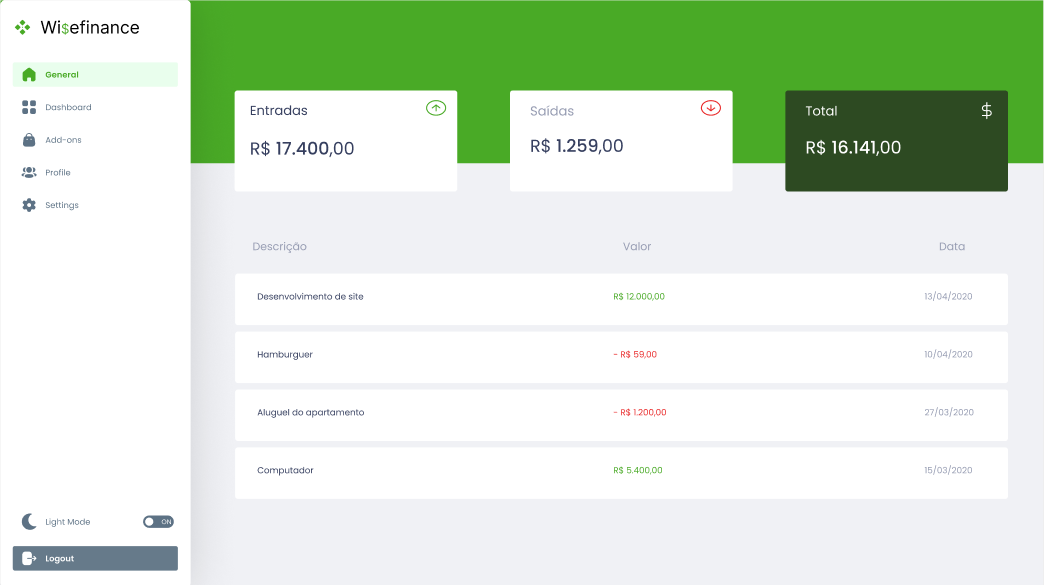 Wi$efinance
General
Dashboard
Add-ons
Profile
Settings
Light Mode
ON
Logout
Entradas
R$ 17.400,00
Saídas
R$ 1.259,00
Total
$
R$ 16.141,00
Descrição Valor Data
Desenvolvimento de site R$ 12.000,00 13/04/2020
Hamburguer - R$ 59,00 10/04/2020
Aluguel do apartamento - R$ 1.200,00 27/03/2020
Computador R$ 5.400,00 15/03/2020